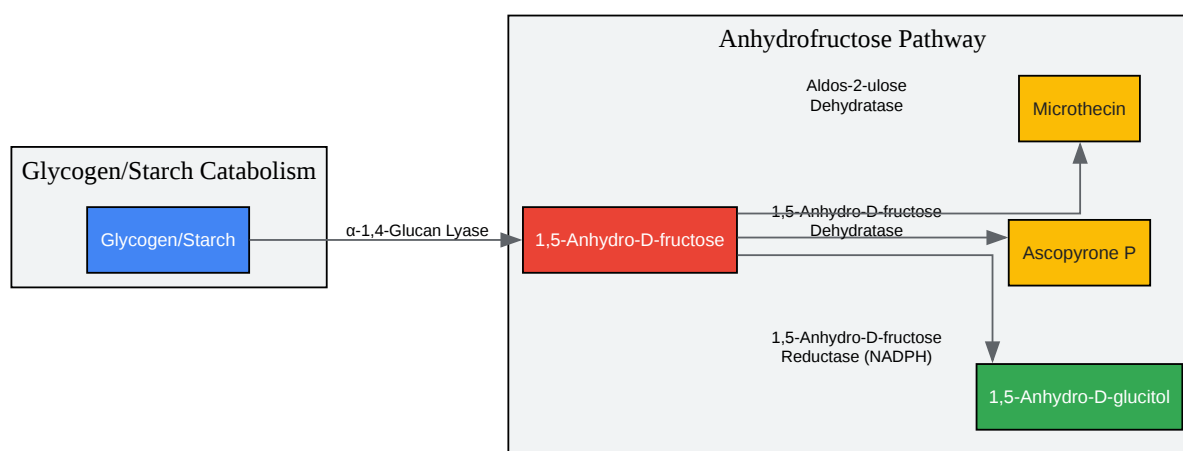 Anhydrofructose Pathway
Aldos-2-ulose
Dehydratase
Microthecin
Glycogen/Starch Catabolism
Glycogen/Starch
α-1,4-Glucan Lyase
1,5-Anhydro-D-fructose
1,5-Anhydro-D-fructose
Dehydratase
Ascopyrone P
1,5-Anhydro-D-fructose
Reductase (NADPH)
1,5-Anhydro-D-glucitol